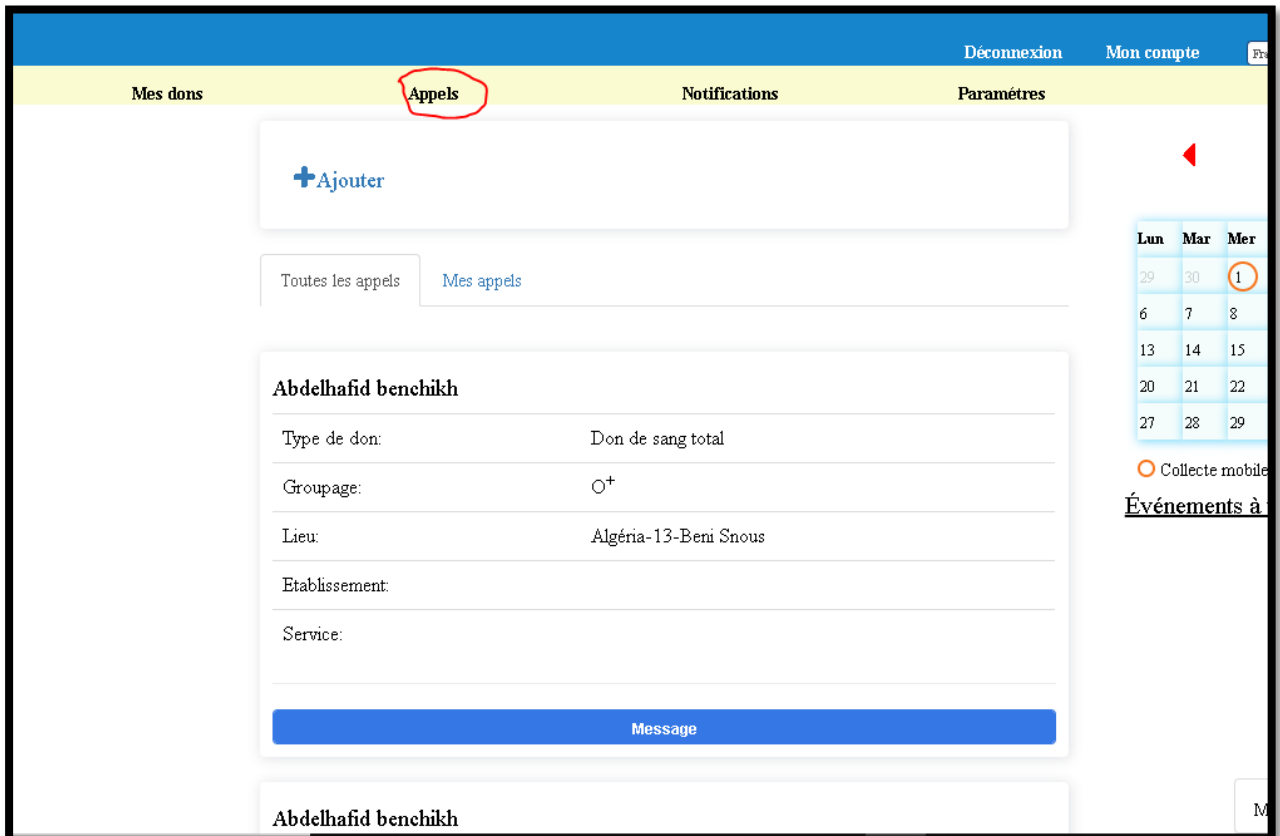 Déconnexion Mon compte
Mes dons Appels Notifications Paramétres
Ajouter
Toutes les appels Mes appels
Abdelhafid benchikh
Type de don: Don de sang total
Groupage: O+
Lieu: Algéria-13-Beni Snous
Etablissement:
Service:
Message
Abdelhafid benchikh
Lun Mar Mer
29 30 1
6 7 8
13 14 15
20 21 22
27 28 29
Collecte mobile
Événements à